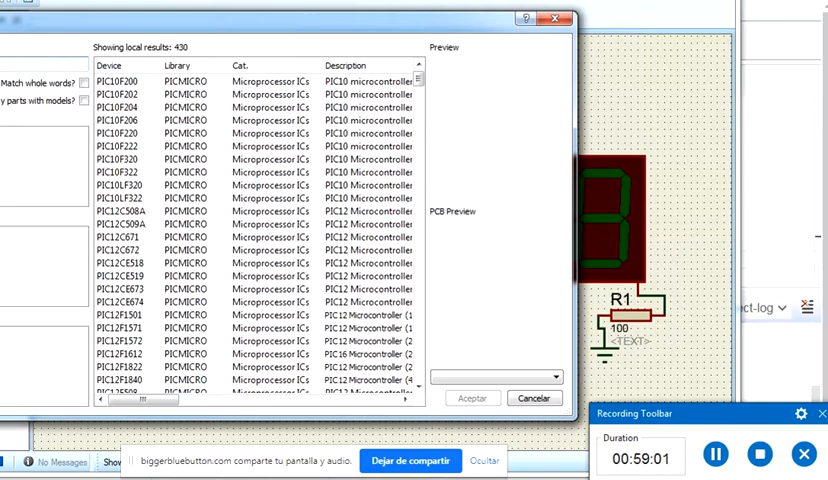 Showing local results: 430
Preview
Device Library Cat. Description
Match whole words?
y parts with models?
PIC10F200 PICMICRO Microprocessor ICs PIC10 microcontroller
PIC10F202 PICMICRO Microprocessor ICs PIC10 microcontroller
PIC10F204 PICMICRO Microprocessor ICs PIC10 microcontroller
PIC10F206 PICMICRO Microprocessor ICs PIC10 microcontroller
PIC10F220 PICMICRO Microprocessor ICs PIC10 microcontroller
PIC10F222 PICMICRO Microprocessor ICs PIC10 microcontroller
PIC10F320 PICMICRO Microprocessor ICs PIC10 Microcontroller
PIC10F322 PICMICRO Microprocessor ICs PIC10 Microcontroller
PIC10LF320 PICMICRO Microprocessor ICs PIC10 Microcontroller
PIC10LF322 PICMICRO Microprocessor ICs PIC10 Microcontroller
PIC12C508A PICMICRO Microprocessor ICs PIC12 Microcontroller
PIC12C509A PICMICRO Microprocessor ICs PIC12 Microcontroller
PIC12C671 PICMICRO Microprocessor ICs PIC12 Microcontroller
PIC12C672 PICMICRO Microprocessor ICs PIC12 Microcontroller
PIC12CE518 PICMICRO Microprocessor ICs PIC12 Microcontroller
PIC12CE519 PICMICRO Microprocessor ICs PIC12 Microcontroller
PIC12CE673 PICMICRO Microprocessor ICs PIC12 Microcontroller
PIC12CE674 PICMICRO Microprocessor ICs PIC12 Microcontroller
PIC12F1501 PICMICRO Microprocessor ICs PIC12 Microcontroller (1
PIC12F1571 PICMICRO Microprocessor ICs PIC12 Microcontroller (1
PIC12F1572 PICMICRO Microprocessor ICs PIC12 Microcontroller (2
PIC12F1612 PICMICRO Microprocessor ICs PIC16 Microcontroller (2
PIC12F1822 PICMICRO Microprocessor ICs PIC12 Microcontroller (2
PIC12F1840 PICMICRO Microprocessor ICs PIC12 Microcontroller (4
PCB Preview
Aceptar Cancelar
R1
100
<TEXT>
ct-log
No Messages
Show
biggerbluebutton.com comparte tu pantalla y audio.
Dejar de compartir
Ocultar
Recording Toolbar
Duration
00:59:01